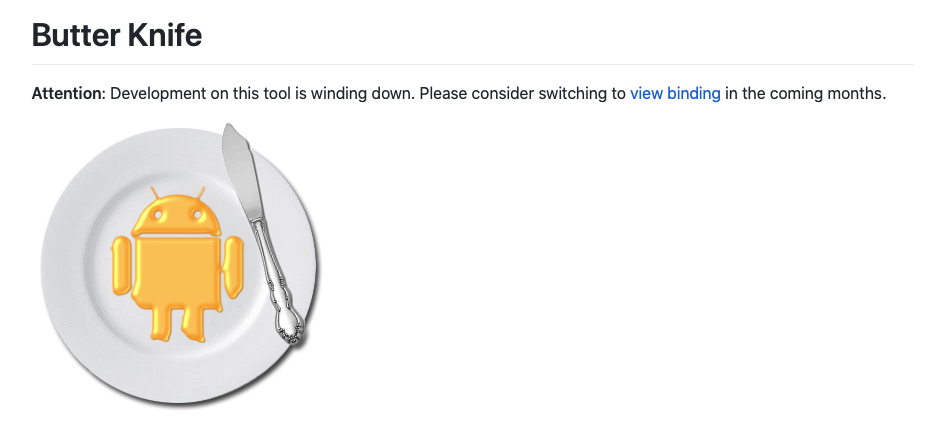 Butter Knife
Attention: Development on this tool is winding down. Please consider switching to view binding in the coming months.